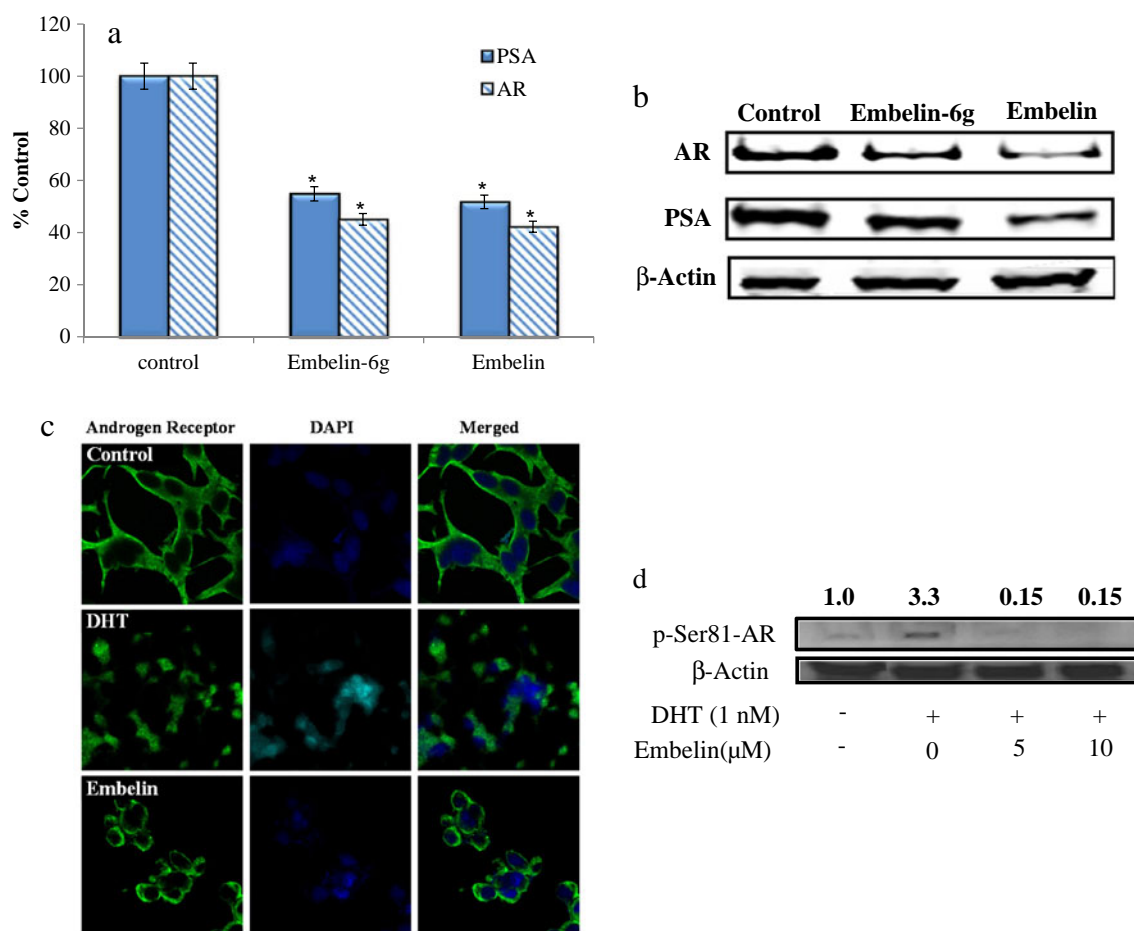 a
120
100
80
60
40
20
0
% Control
PSA
AR
*
*
*
*
control Embelin-6g Embelin
b
Control Embelin-6g Embelin
AR
PSA
β-Actin
c
Androgen Receptor DAPI Merged
Control
DHT
Embelin
d
1.0 3.3 0.15 0.15
p-Ser81-AR
β-Actin
DHT (1 nM) - + + +
Embelin(µM) - 0 5 10